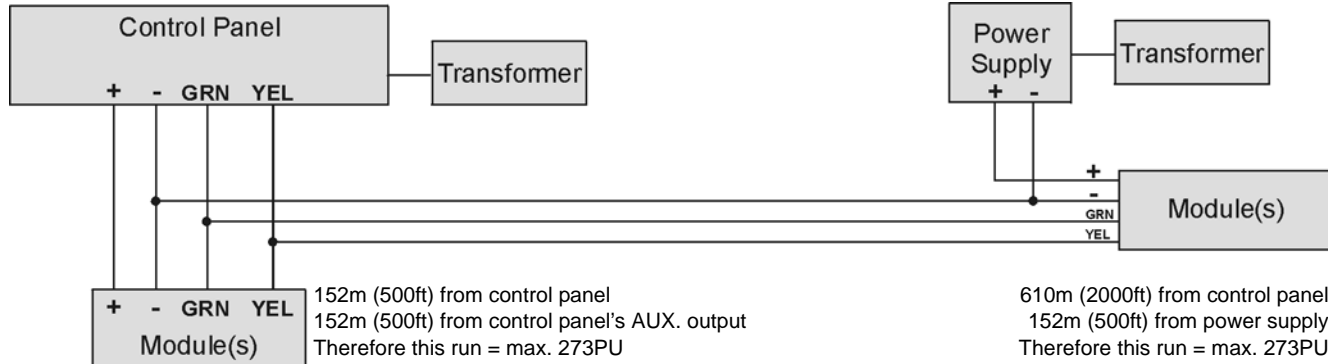 Control Panel
Transformer
+ - GRN YEL
Power
Supply
Transformer
+ -
+
-
GRN
YEL
Module(s)
+ - GRN YEL
Module(s)
152m (500ft) from control panel
152m (500ft) from control panel's AUX. output
Therefore this run = max. 273PU
610m (2000ft) from control panel
152m (500ft) from power supply
Therefore this run = max. 273PU